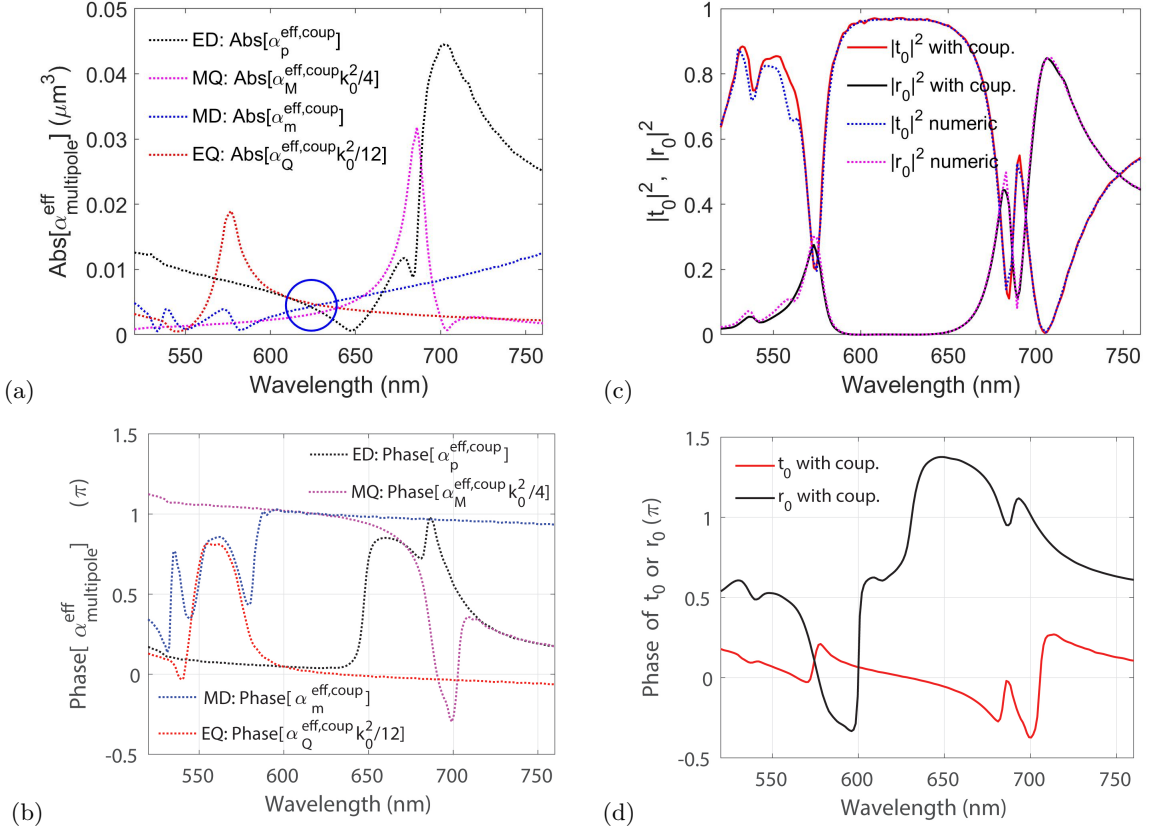 0.05
0.04
0.03
0.02
0.01
0
Abs[α_multipole^eff] (μm^3)
ED: Abs[α_p^eff,coup]
MQ: Abs[α_M^eff,coup k_0^2/4]
MD: Abs[α_m^eff,coup]
EQ: Abs[α_Q^eff,coup k_0^2/12]
550 600 650 700 750
Wavelength (nm)
(a)
1
0.8
0.6
0.4
0.2
0
|t_0|^2, |r_0|^2
|t_0|^2 with coup.
|r_0|^2 with coup.
|t_0|^2 numeric
|r_0|^2 numeric
550 600 650 700 750
Wavelength (nm)
(c)
1.5
1
0.5
0
-0.5
Phase[ α_multipole^eff] (π)
ED: Phase[ α_p^eff,coup]
MQ: Phase[α_M^eff,coup k_0^2/4]
MD: Phase[α_m^eff,coup]
EQ: Phase[α_Q^eff,coup k_0^2/12]
550 600 650 700 750
Wavelength (nm)
(b)
1.5
1
0.5
0
-0.5
Phase of t_0 or r_0 (π)
t_0 with coup.
r_0 with coup.
550 600 650 700 750
Wavelength (nm)
(d)